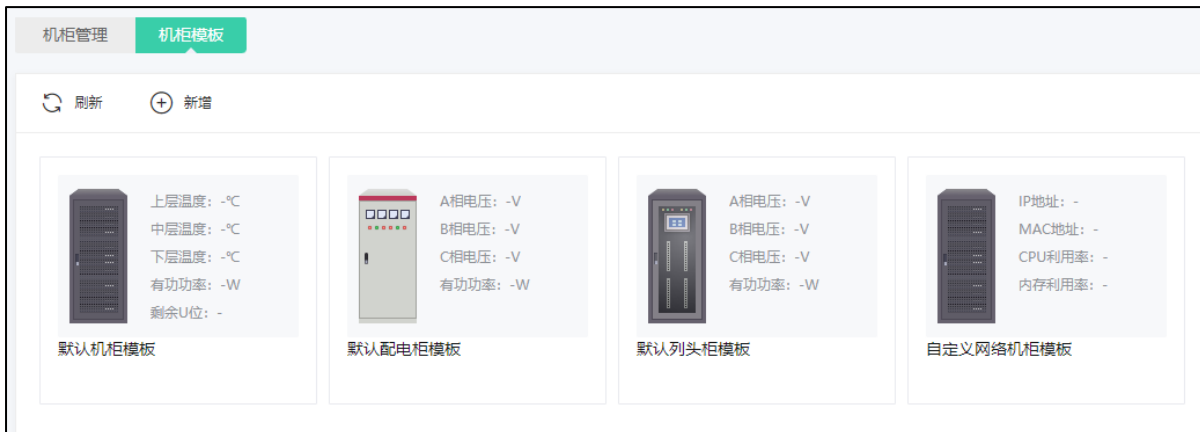 机柜管理 机柜模板
刷新 新增
上层温度：-℃
中层温度：-℃
下层温度：-℃
有功功率：-W
剩余U位：-
默认机柜模板
A相电压：-V
B相电压：-V
C相电压：-V
有功功率：-W
默认配电柜模板
A相电压：-V
B相电压：-V
C相电压：-V
有功功率：-W
默认列头柜模板
IP地址：-
MAC地址：-
CPU利用率：-
内存利用率：-
自定义网络机柜模板